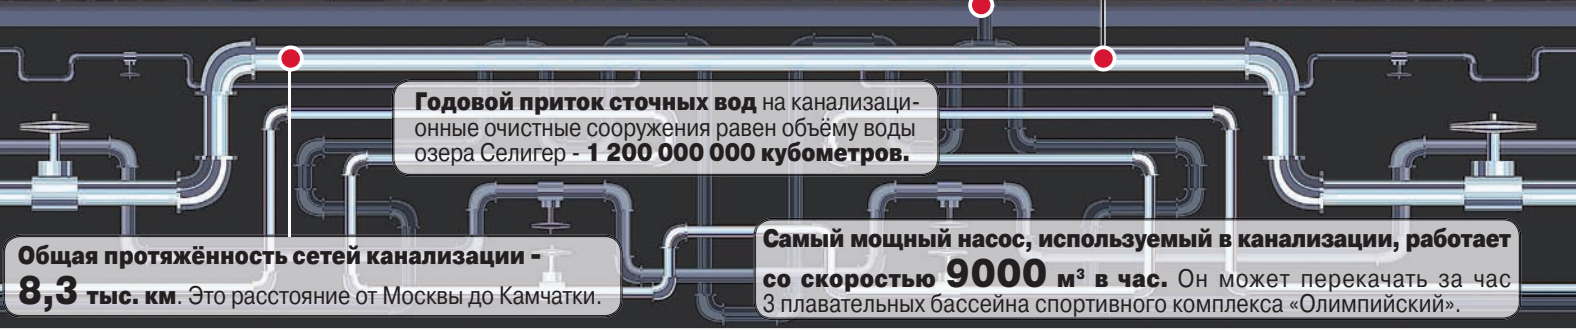 Годовой приток сточных вод на канализаци-
онные очистные сооружения равен объёму воды
озера Селигер - 1 200 000 000 кубометров.
Общая протяжённость сетей канализации -
8,3 тыс. км. Это расстояние от Москвы до Камчатки.
Самый мощный насос, используемый в канализации, работает
со скоростью 9000 м³ в час. Он может перекачать за час
3 плавательных бассейна спортивного комплекса «Олимпийский».